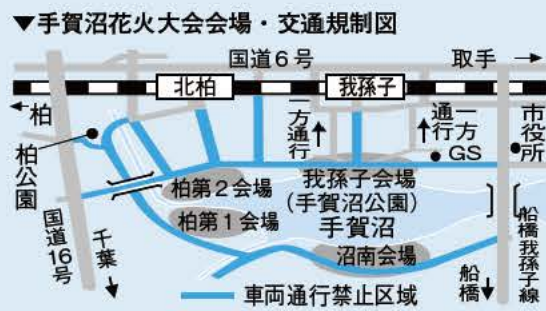 ▼手賀沼花火大会会場・交通規制図
国道6号
取手 →
北柏
我孫子
←柏
柏公園
一方通行
一方通行
GS
市役所
柏第2会場
我孫子会場
(手賀沼公園)
柏第1会場
手賀沼
沼南会場
国道16号
千葉
船橋
船橋我孫子線
車両通行禁止区域